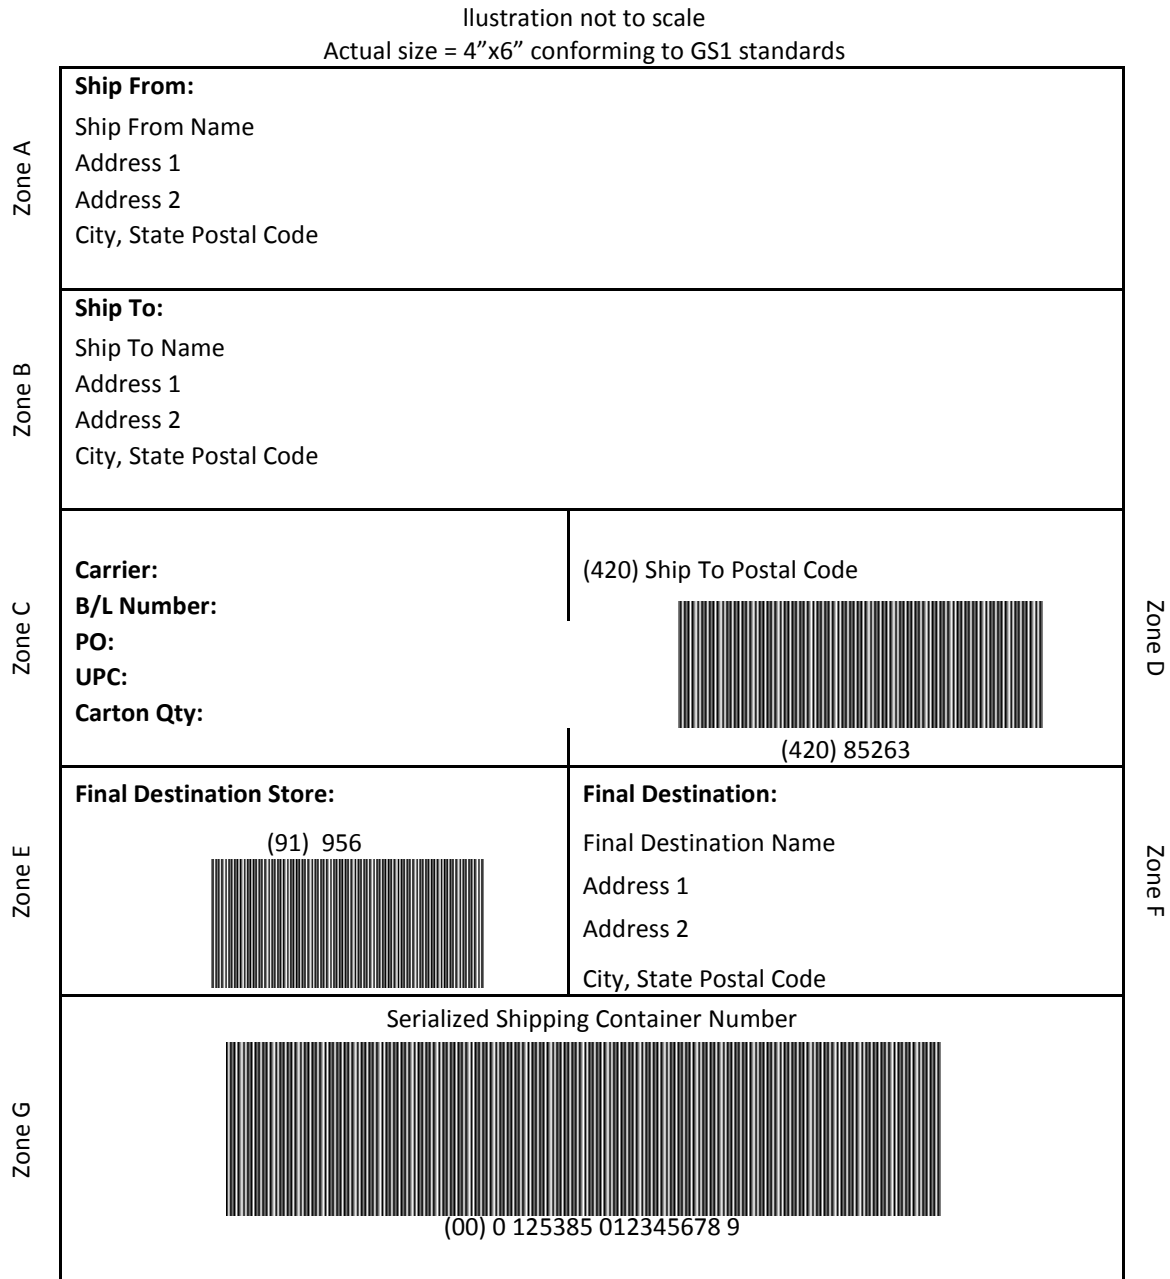 llustration not to scale
Actual size = 4”x6” conforming to GS1 standards
Zone A
Ship From:
Ship From Name
Address 1
Address 2
City, State Postal Code
Zone B
Ship To:
Ship To Name
Address 1
Address 2
City, State Postal Code
Zone C
Carrier:
B/L Number:
PO:
UPC:
Carton Qty:
(420) Ship To Postal Code
(420) 85263
Zone D
Zone E
Final Destination Store:
(91) 956
Final Destination:
Final Destination Name
Address 1
Address 2
City, State Postal Code
Zone F
Zone G
Serialized Shipping Container Number
(00) 0 125385 012345678 9